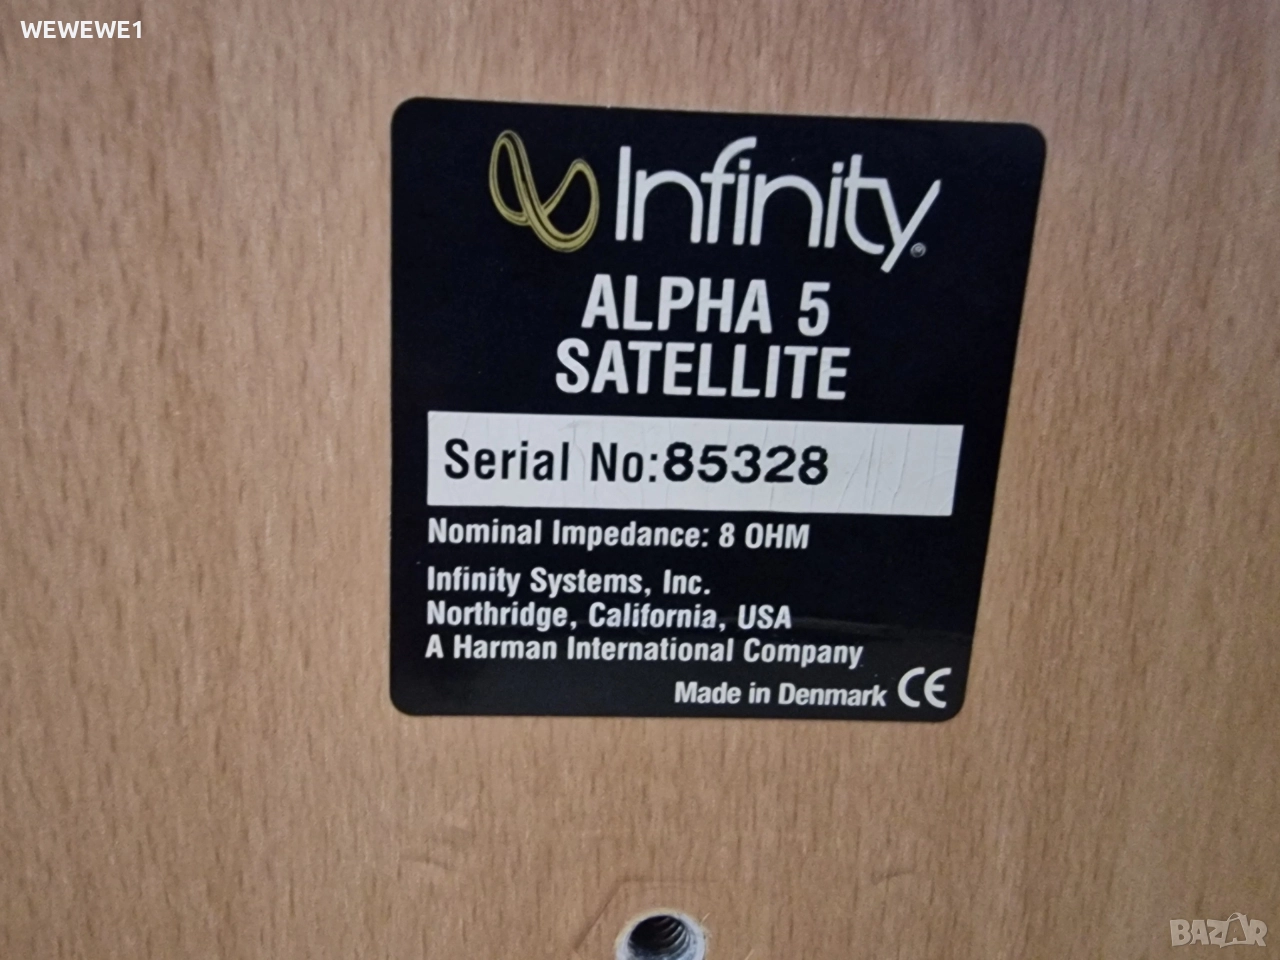 WEWEWE1
Infinity®
ALPHA 5
SATELLITE
Serial No:85328
Nominal Impedance: 8 OHM
Infinity Systems, Inc.
Northridge, California, USA
A Harman International Company
Made in Denmark CE
BAZAR